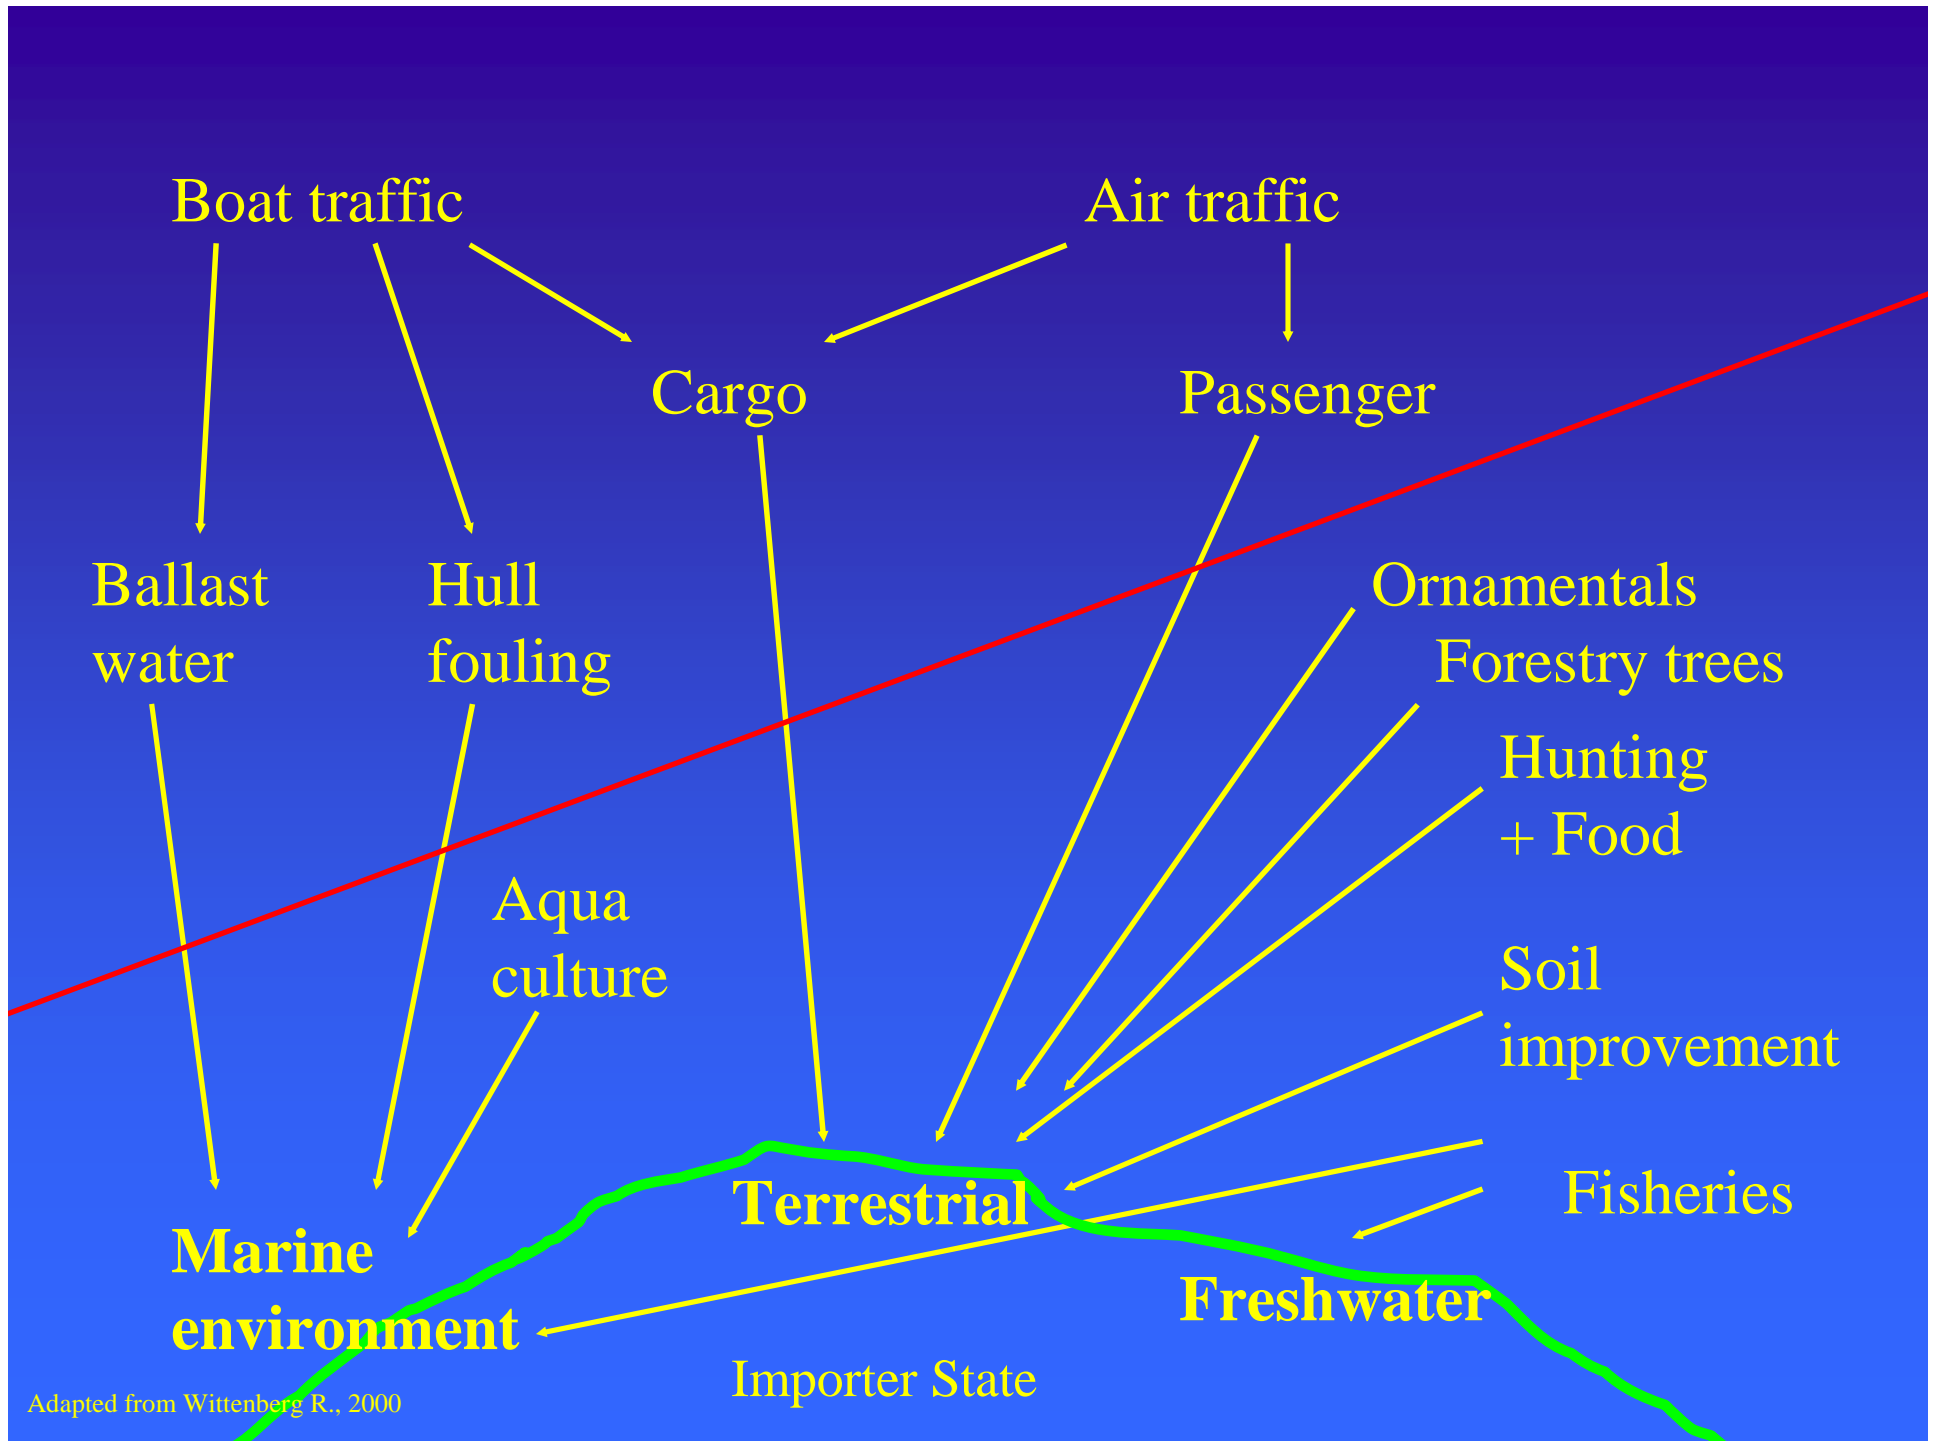 Boat traffic
Air traffic
Cargo
Passenger
Ballast
water
Hull
fouling
Ornamentals
Forestry trees
Hunting
+ Food
Aqua
culture
Soil
improvement
Fisheries
Terrestrial
Marine
environment
Freshwater
Importer State
Adapted from Wittenberg R., 2000